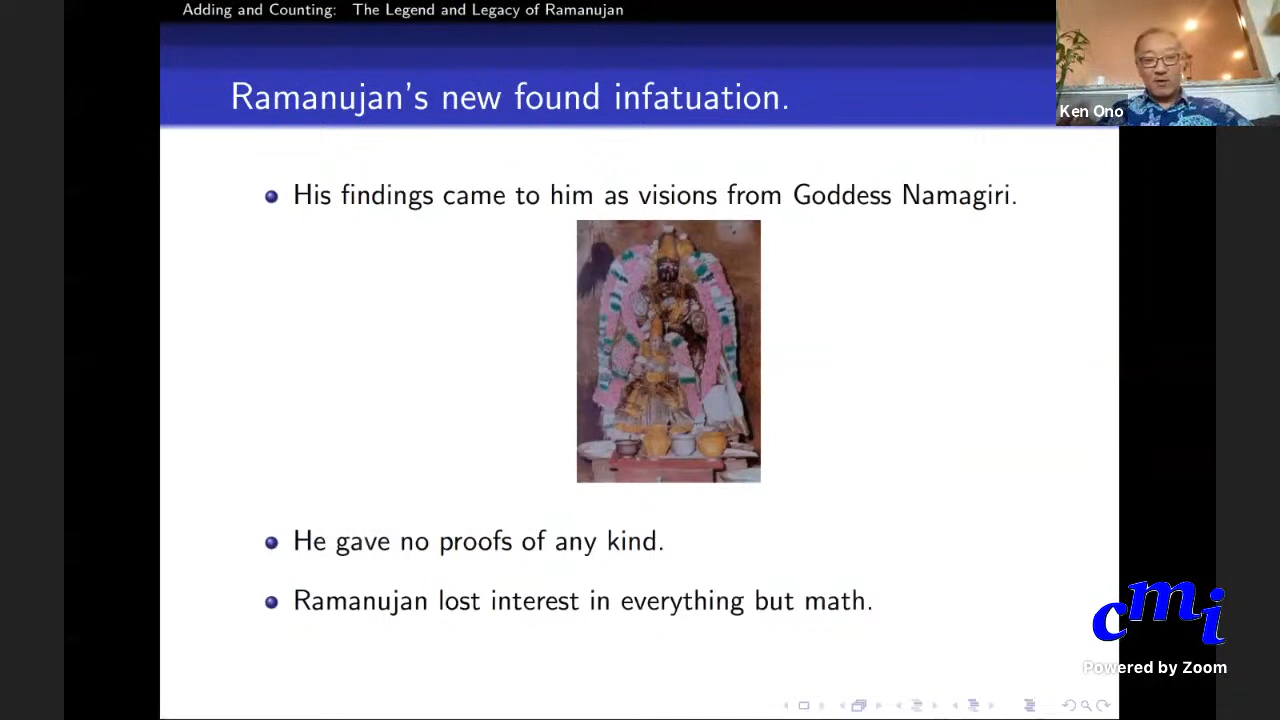 Adding and Counting: The Legend and Legacy of Ramanujan
Ramanujan's new found infatuation.
Ken Ono
His findings came to him as visions from Goddess Namagiri.
He gave no proofs of any kind.
Ramanujan lost interest in everything but math.
cmi
Powered by Zoom